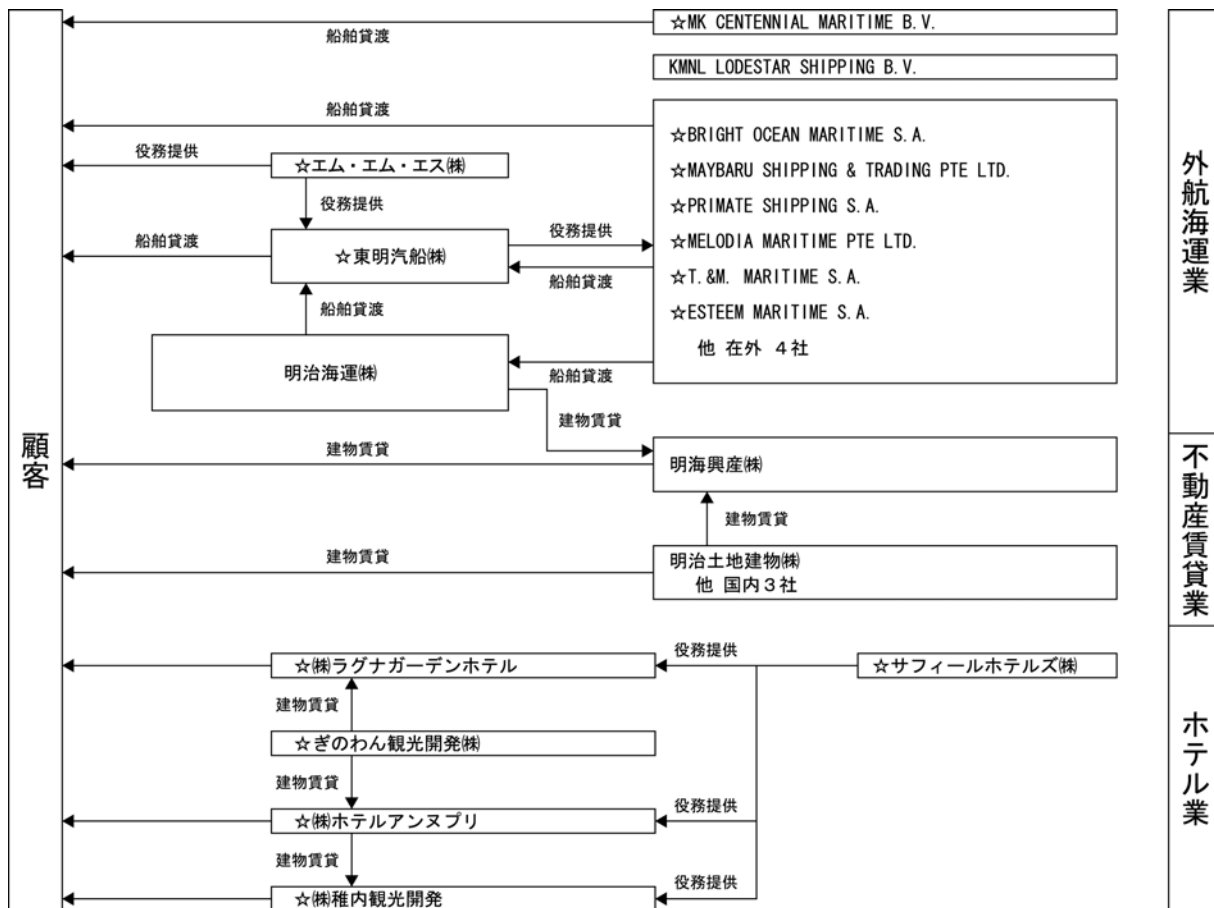 ☆MK CENTENNIAL MARITIME B.V.
船舶貸渡
KMNL LODESTAR SHIPPING B.V.
船舶貸渡
☆BRIGHT OCEAN MARITIME S.A.
役務提供
☆エム・エム・エス㈱
☆MAYBARU SHIPPING & TRADING PTE LTD.
役務提供
☆PRIMATE SHIPPING S.A.
船舶貸渡
☆東明汽船㈱
役務提供
☆MELODIA MARITIME PTE LTD.
船舶貸渡
☆T.&M. MARITIME S.A.
船舶貸渡
☆ESTEEM MARITIME S.A.
他 在外 4社
明治海運㈱
船舶貸渡
外航海運業
建物賃貸
顧客
建物賃貸
明海興産㈱
建物賃貸
建物賃貸
明治土地建物㈱
他 国内3社
不動産賃貸業
☆㈱ラグナガーデンホテル
役務提供
☆サフィールホテルズ㈱
建物賃貸
☆ぎのわん観光開発㈱
建物賃貸
☆㈱ホテルアンヌプリ
役務提供
建物賃貸
☆㈱稚内観光開発
役務提供
ホテル業